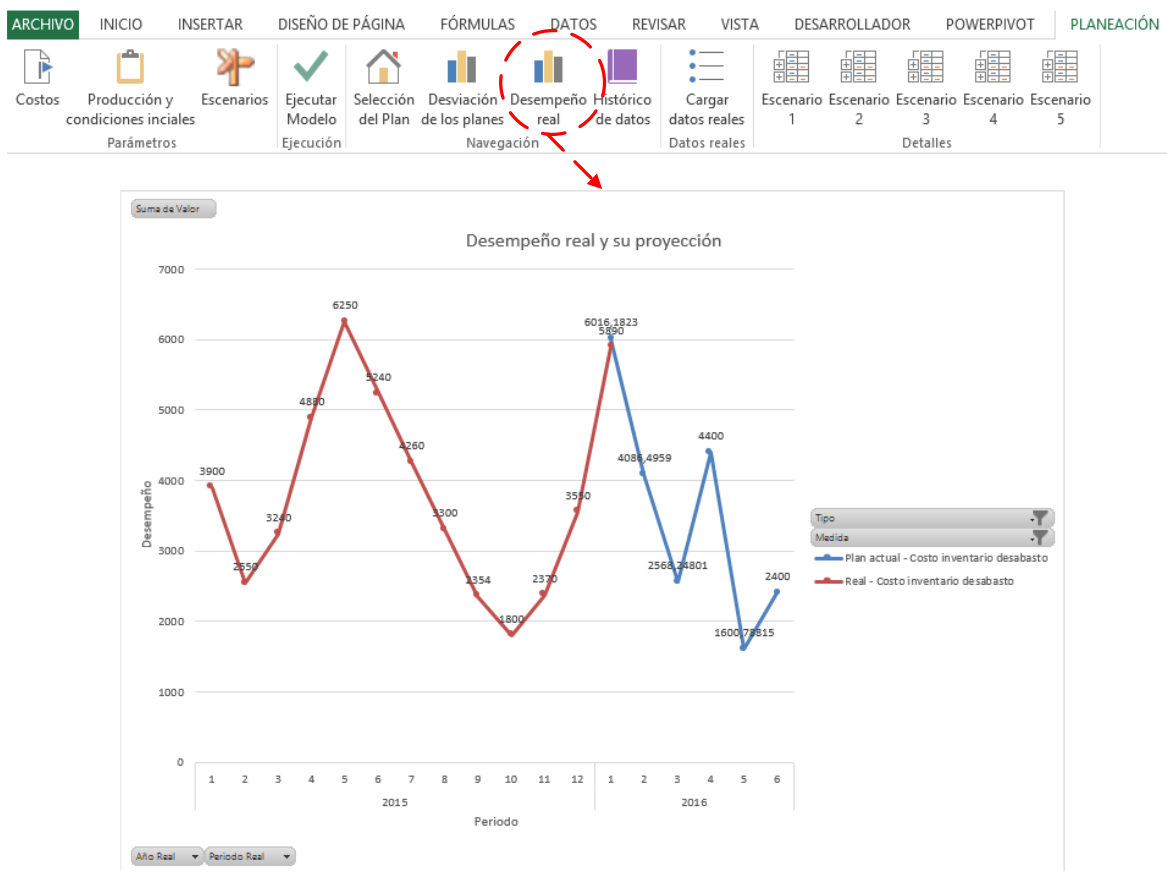 ARCHIVO INICIO INSERTAR DISEÑO DE PÁGINA FÓRMULAS DATOS REVISAR VISTA DESARROLLADOR POWERPIVOT PLANEACIÓN
Costos Producción y Escenarios Ejecutar Selección Desviación Desempeño Histórico Cargar Escenario Escenario Escenario Escenario Escenario
condiciones inciales Modelo del Plan de los planes real de datos datos reales 1 2 3 4 5
Parámetros Ejecución Navegación Datos reales Detalles
Suma de Valor
Desempeño real y su proyección
7000
6250
6016,1823
5890
6000
5240
5000
4880
4400
4260
4086,4959
3900
4000
Desempeño
3550
3300
3240
3000
2550
2568,24801
2354
2370
2400
2000
1800
1600,78815
1000
0
Tipo
Medida
Plan actual - Costo inventario desabasto
Real - Costo inventario desabasto
1 2 3 4 5 6 7 8 9 10 11 12 1 2 3 4 5 6
2015 2016
Periodo
Año Real Periodo Real